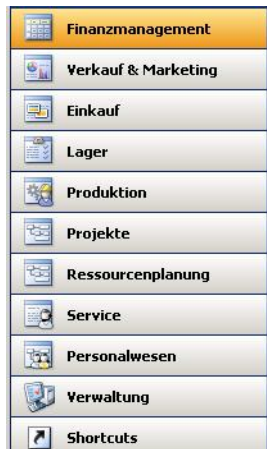 Finanzmanagement
Verkauf & Marketing
Einkauf
Lager
Produktion
Projekte
Ressourcenplanung
Service
Personalwesen
Verwaltung
Shortcuts